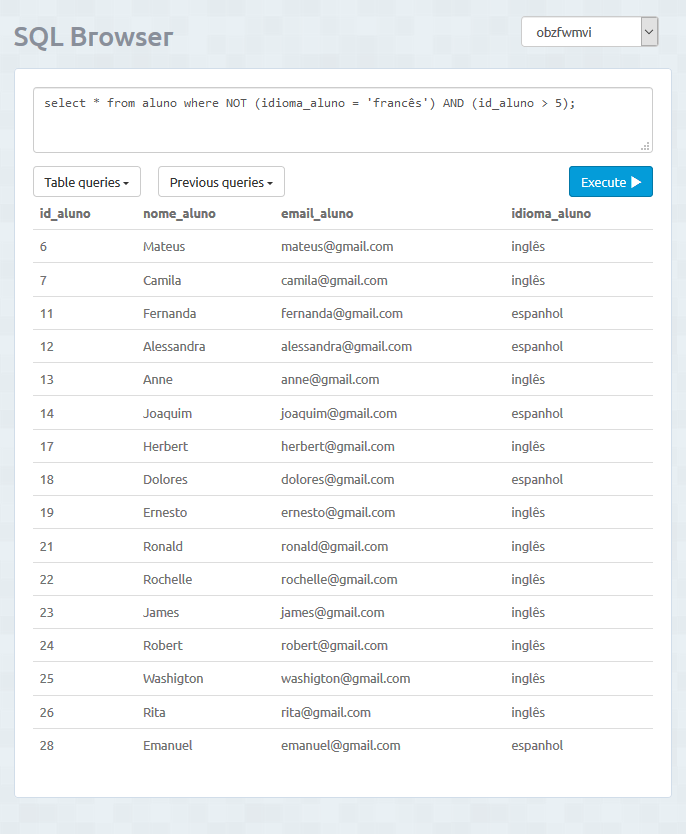 SQL Browser
obzfwmvi
select * from aluno where NOT (idioma_aluno = 'francês') AND (id_aluno > 5);
Table queries Previous queries Execute
id_aluno nome_aluno email_aluno idioma_aluno
6 Mateus mateus@gmail.com inglês
7 Camila camila@gmail.com inglês
11 Fernanda fernanda@gmail.com espanhol
12 Alessandra alessandra@gmail.com espanhol
13 Anne anne@gmail.com inglês
14 Joaquim joaquim@gmail.com espanhol
17 Herbert herbert@gmail.com inglês
18 Dolores dolores@gmail.com espanhol
19 Ernesto ernesto@gmail.com inglês
21 Ronald ronald@gmail.com inglês
22 Rochelle rochelle@gmail.com inglês
23 James james@gmail.com inglês
24 Robert robert@gmail.com inglês
25 Washigton washigton@gmail.com inglês
26 Rita rita@gmail.com inglês
28 Emanuel emanuel@gmail.com espanhol